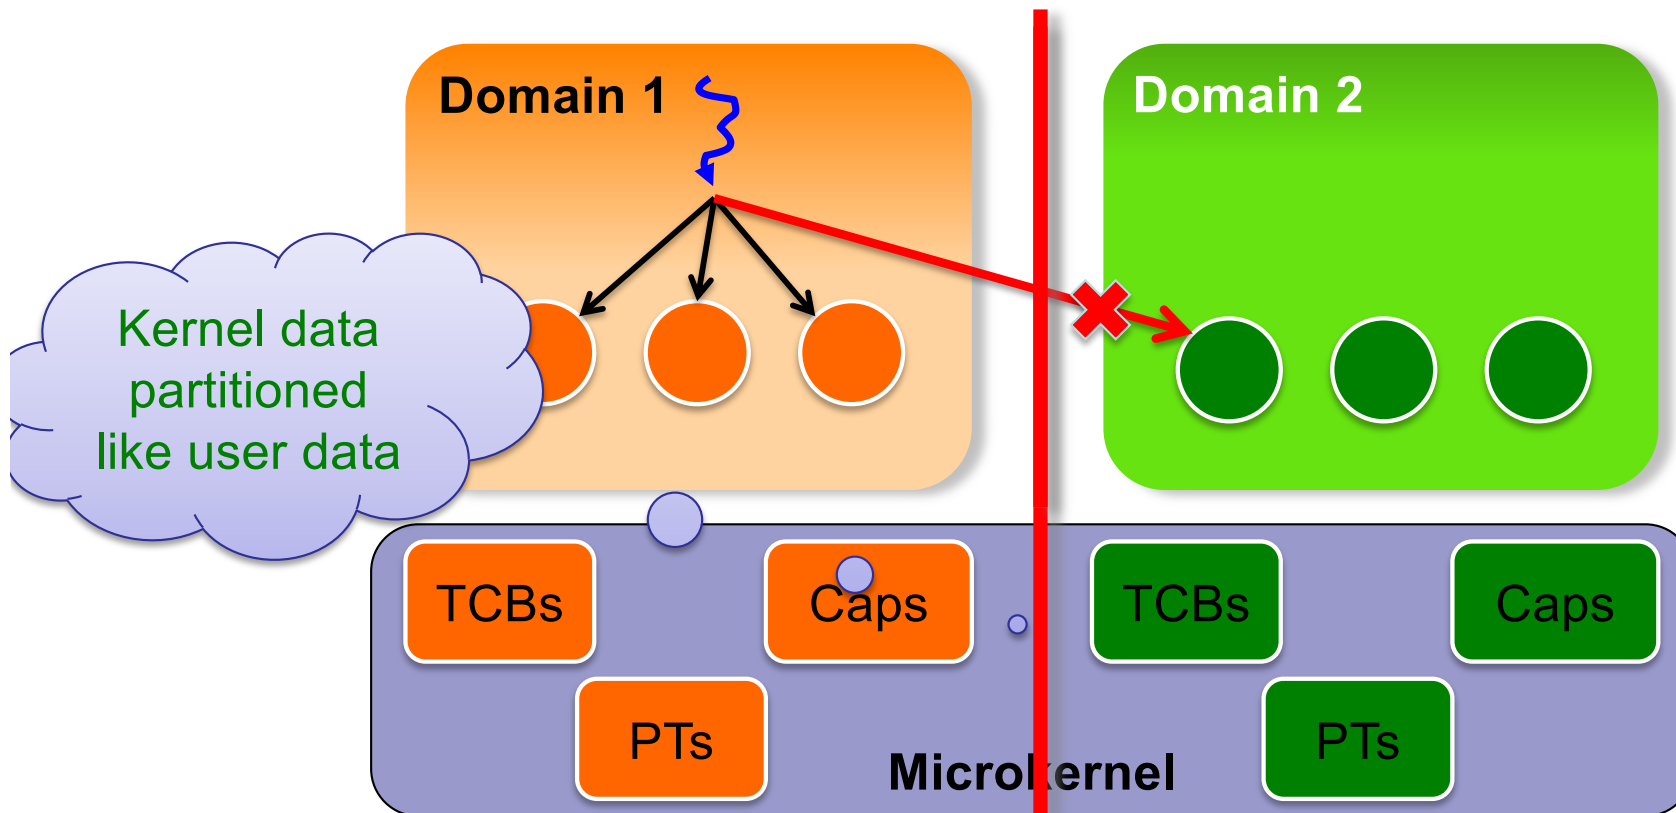 Domain 1
Domain 2
Kernel data
partitioned
like user data
TCBs
Caps
TCBs
Caps
PTs
PTs
Microkernel